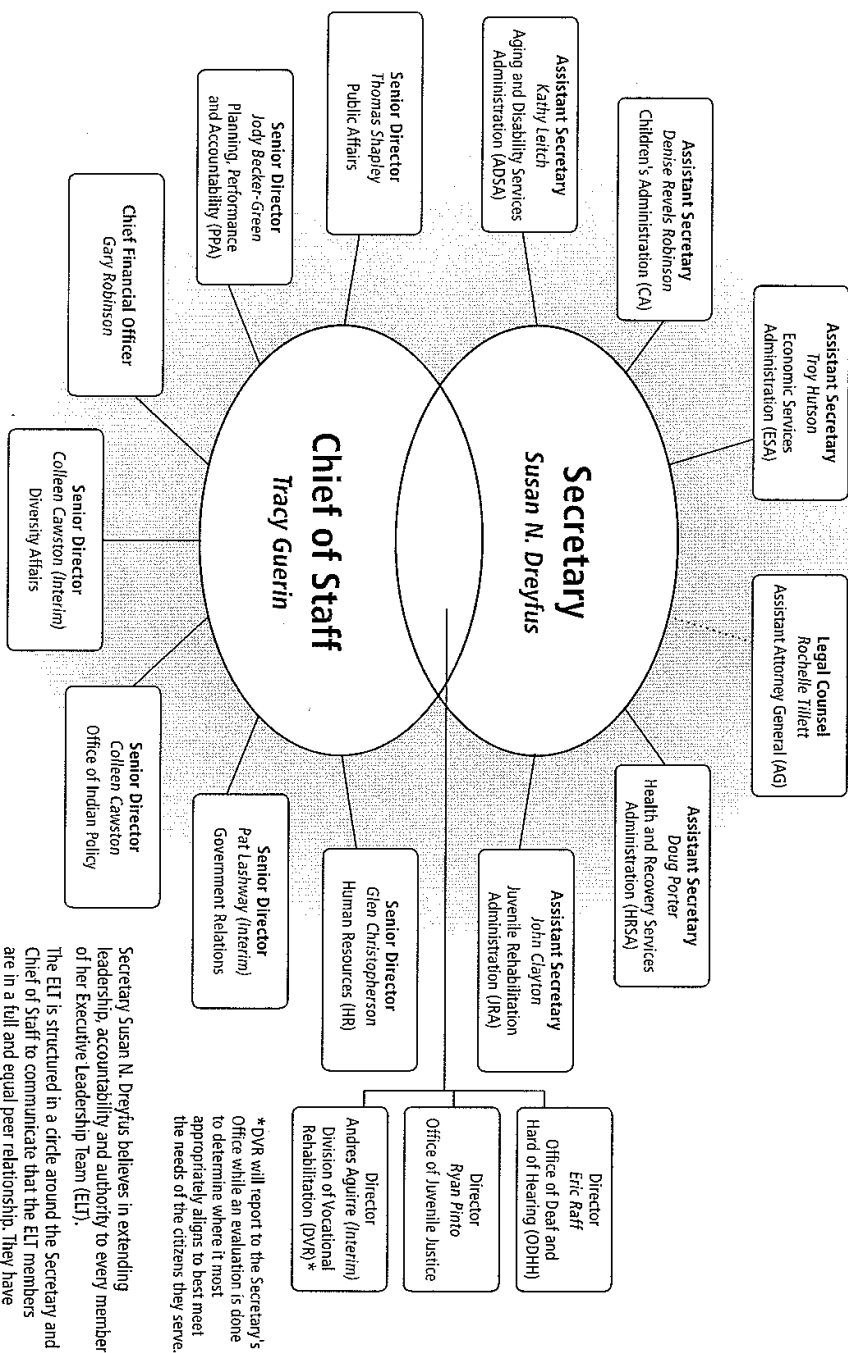 Assistant Secretary
Troy Hutson
Economic Services
Administration (ESA)
Legal Counsel
Rochelle Tillett
Assistant Attorney General (AG)
Assistant Secretary
Denise Revels Robinson
Children's Administration (CA)
Assistant Secretary
Doug Porter
Health and Recovery Services
Administration (HRSA)
Assistant Secretary
Kathy Leitch
Aging and Disability Services
Administration (ADSA)
Secretary
Susan N. Dreyfus
Assistant Secretary
John Clayton
Juvenile Rehabilitation
Administration (JRA)
Director
Eric Raff
Office of Deaf and
Hard of Hearing (ODHH)
Director
Ryan Pinto
Office of Juvenile Justice
Director
Andres Aguirre (Interim)
Division of Vocational
Rehabilitation (DVR)*
Senior Director
Thomas Shapley
Public Affairs
Chief of Staff
Tracy Guerin
Senior Director
Glen Christopherson
Human Resources (HR)
Senior Director
Jody Becker-Green
Planning, Performance
and Accountability (PPA)
Senior Director
Pat Lashway (Interim)
Government Relations
Chief Financial Officer
Gary Robinson
Senior Director
Colleen Cawston
Office of Indian Policy
Senior Director
Colleen Cawston (Interim)
Diversity Affairs
*DVR will report to the Secretary's
Office while an evaluation is done
to determine where it most
appropriately aligns to best meet
the needs of the citizens they serve.
Secretary Susan N. Dreyfus believes in extending
leadership, accountability and authority to every member
of her Executive Leadership Team (ELT).
The ELT is structured in a circle around the Secretary and
Chief of Staff to communicate that the ELT members
are in a full and equal peer relationship. They have